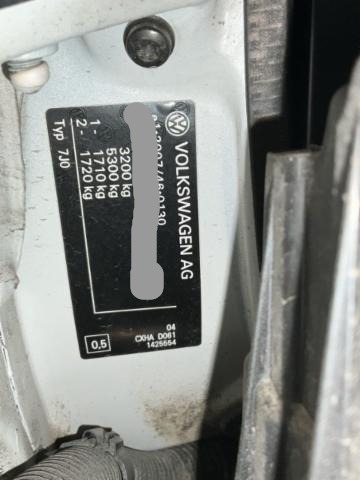 VOLKSWAGEN AG
e1*2007/46*0130
3200 kg
5300 kg
1- 1710 kg
2- 1720 kg
Typ 7J0
04
CXHA D061
1425554
0,5